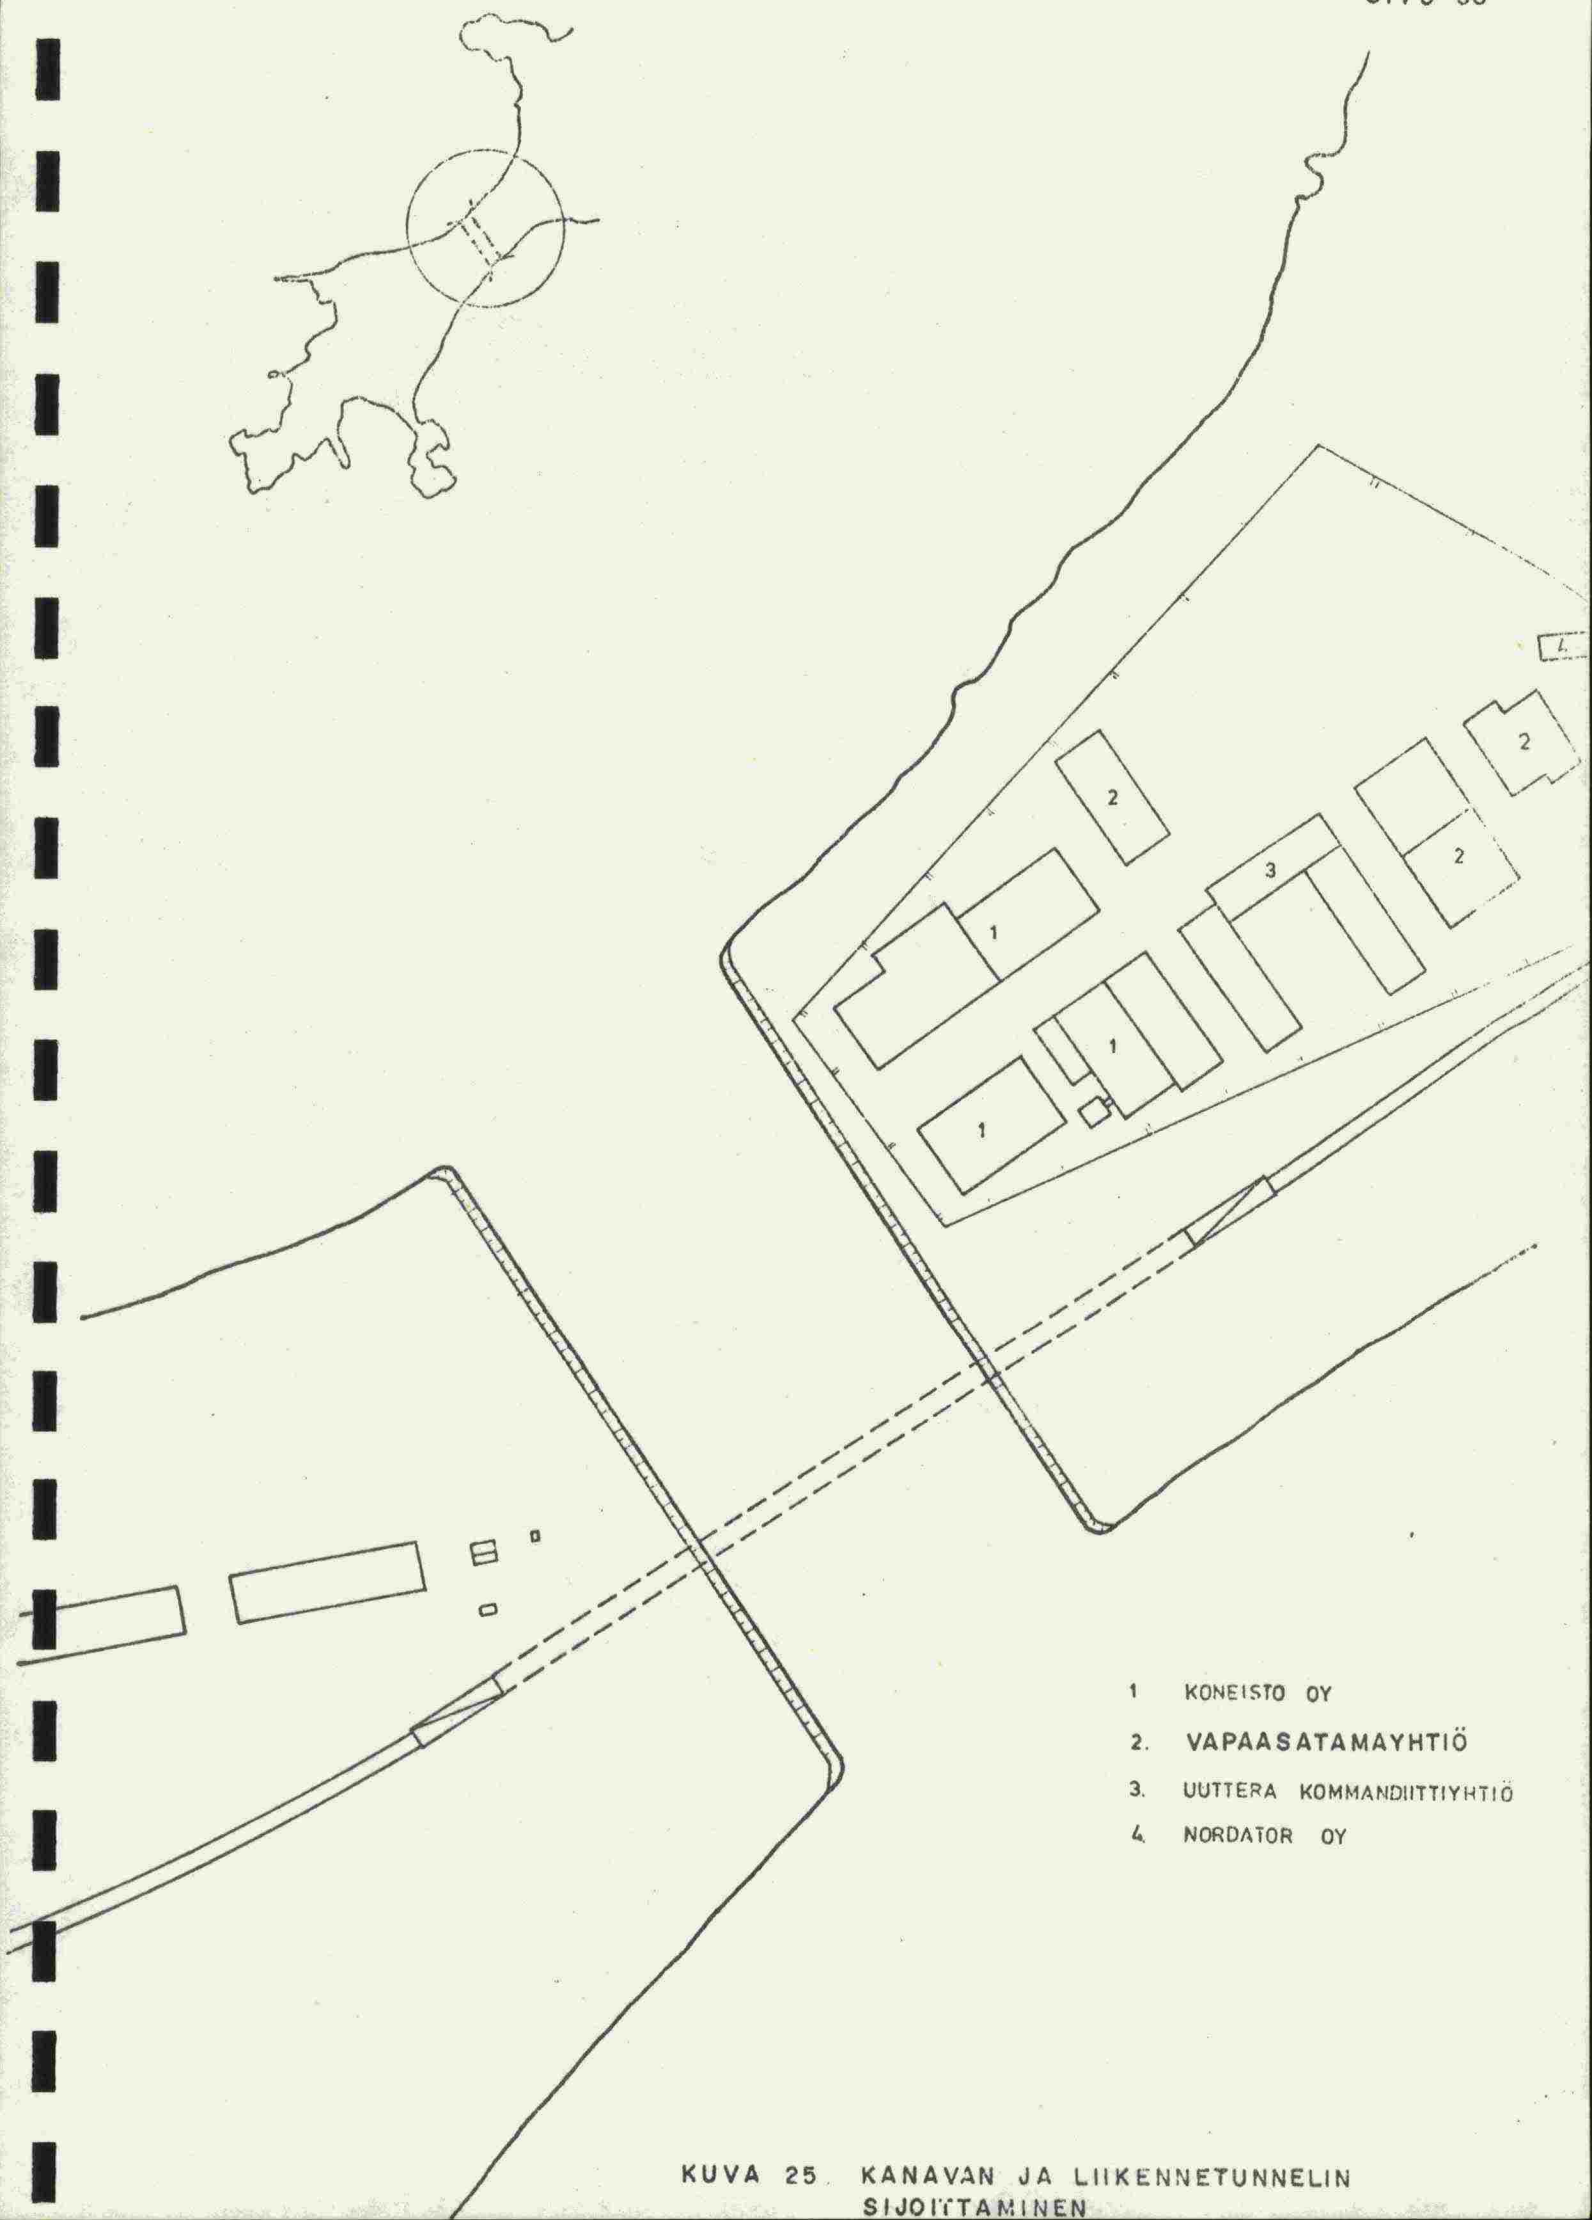 4
2
2
2
3
1
1
1
1 KONEISTO OY
2. VAPAASATAMAYHTIÖ
3. UUTTERA KOMMANDIITTIYHTIÖ
4. NORDATOR OY
KUVA 25. KANAVAN JA LIIKENNETUNNELIN
SIJOITTAMINEN